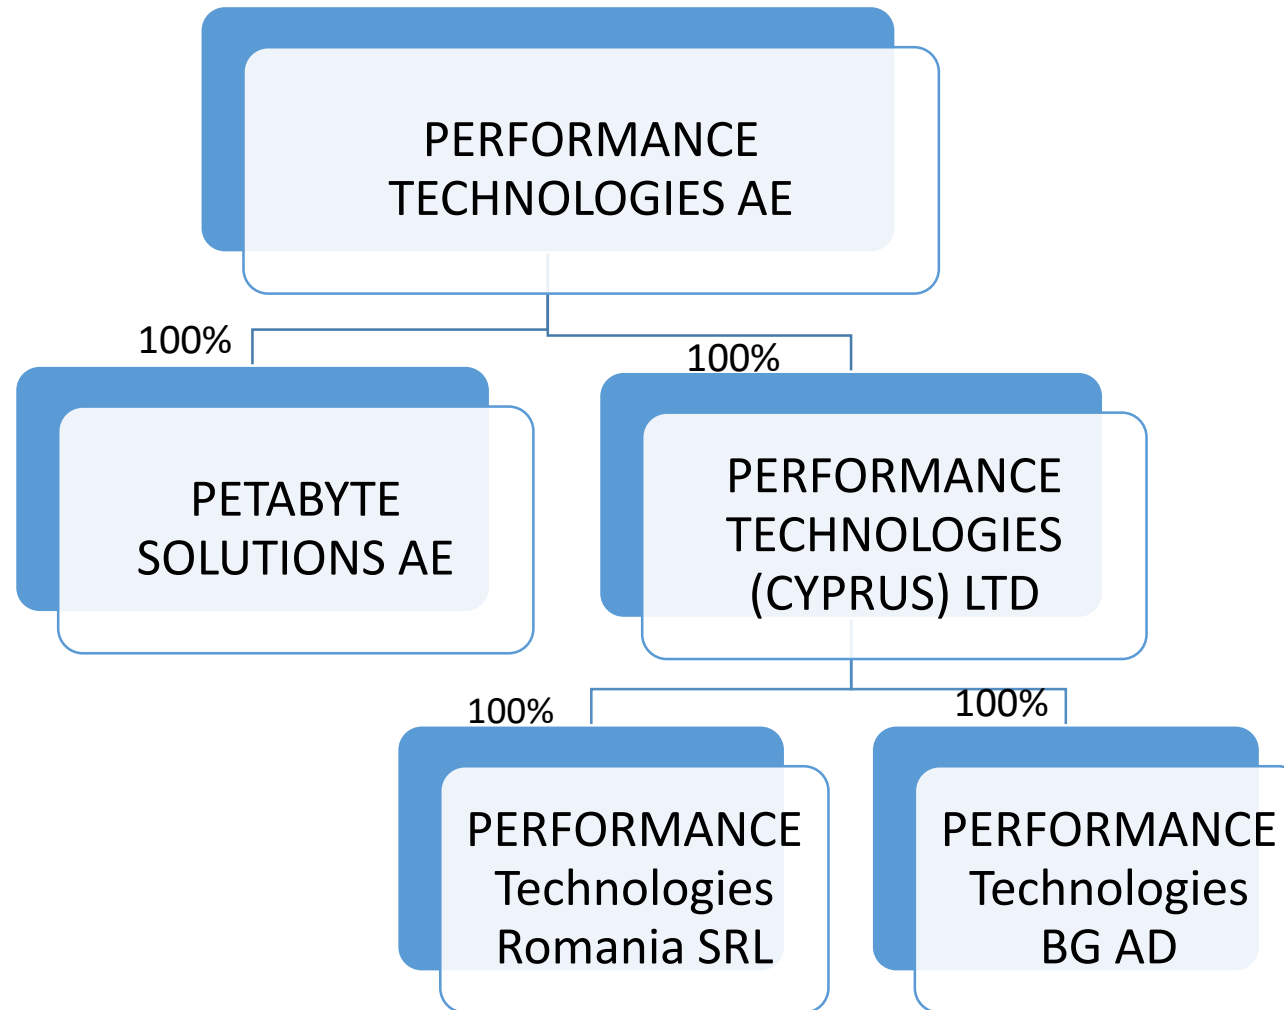 PERFORMANCE
TECHNOLOGIES AE
100%
100%
PETABYTE
SOLUTIONS AE
PERFORMANCE
TECHNOLOGIES
(CYPRUS) LTD
100%
100%
PERFORMANCE
Technologies
Romania SRL
PERFORMANCE
Technologies
BG AD